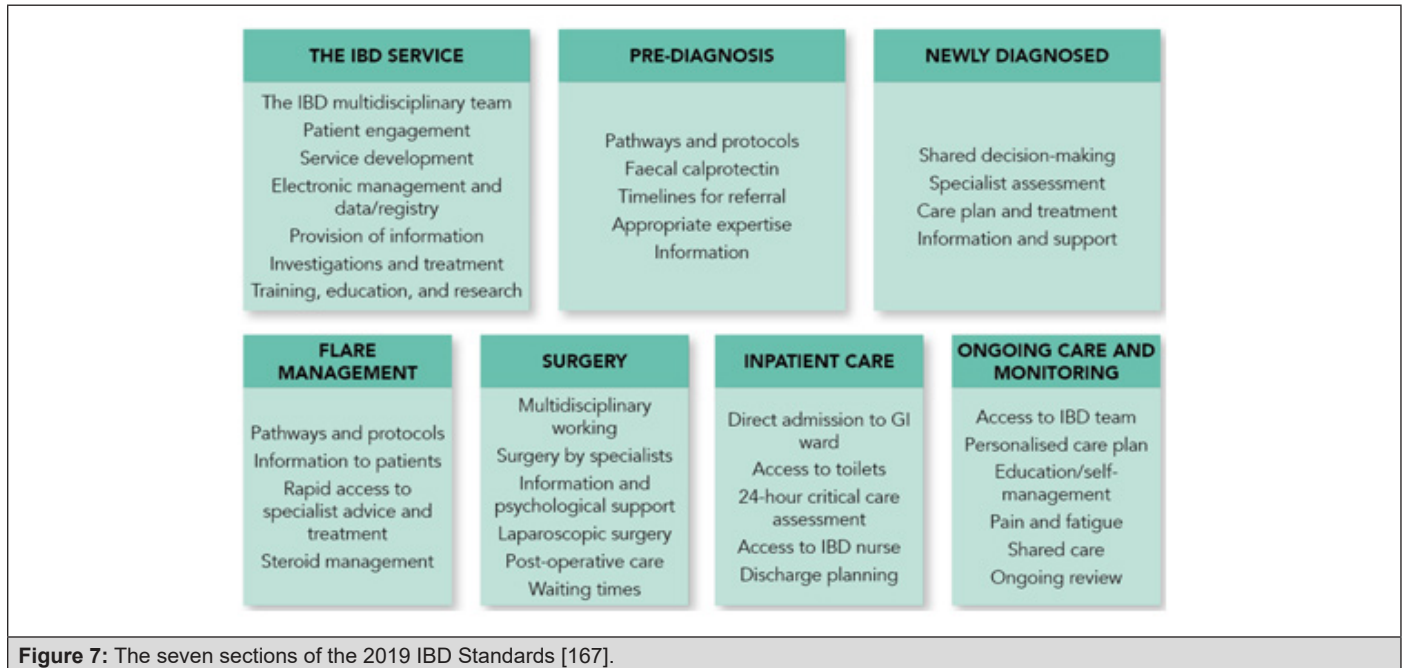 THE IBD SERVICE
The IBD multidisciplinary team
Patient engagement
Service development
Electronic management and
data/registry
Provision of information
Investigations and treatment
Training, education, and research
PRE-DIAGNOSIS
Pathways and protocols
Faecal calprotectin
Timelines for referral
Appropriate expertise
Information
NEWLY DIAGNOSED
Shared decision-making
Specialist assessment
Care plan and treatment
Information and support
FLARE
MANAGEMENT
Pathways and protocols
Information to patients
Rapid access to
specialist advice and
treatment
Steroid management
SURGERY
Multidisciplinary
working
Surgery by specialists
Information and
psychological support
Laparoscopic surgery
Post-operative care
Waiting times
INPATIENT CARE
Direct admission to GI
ward
Access to toilets
24-hour critical care
assessment
Access to IBD nurse
Discharge planning
ONGOING CARE AND
MONITORING
Access to IBD team
Personalised care plan
Education/self-
management
Pain and fatigue
Shared care
Ongoing review
Figure 7: The seven sections of the 2019 IBD Standards [167].